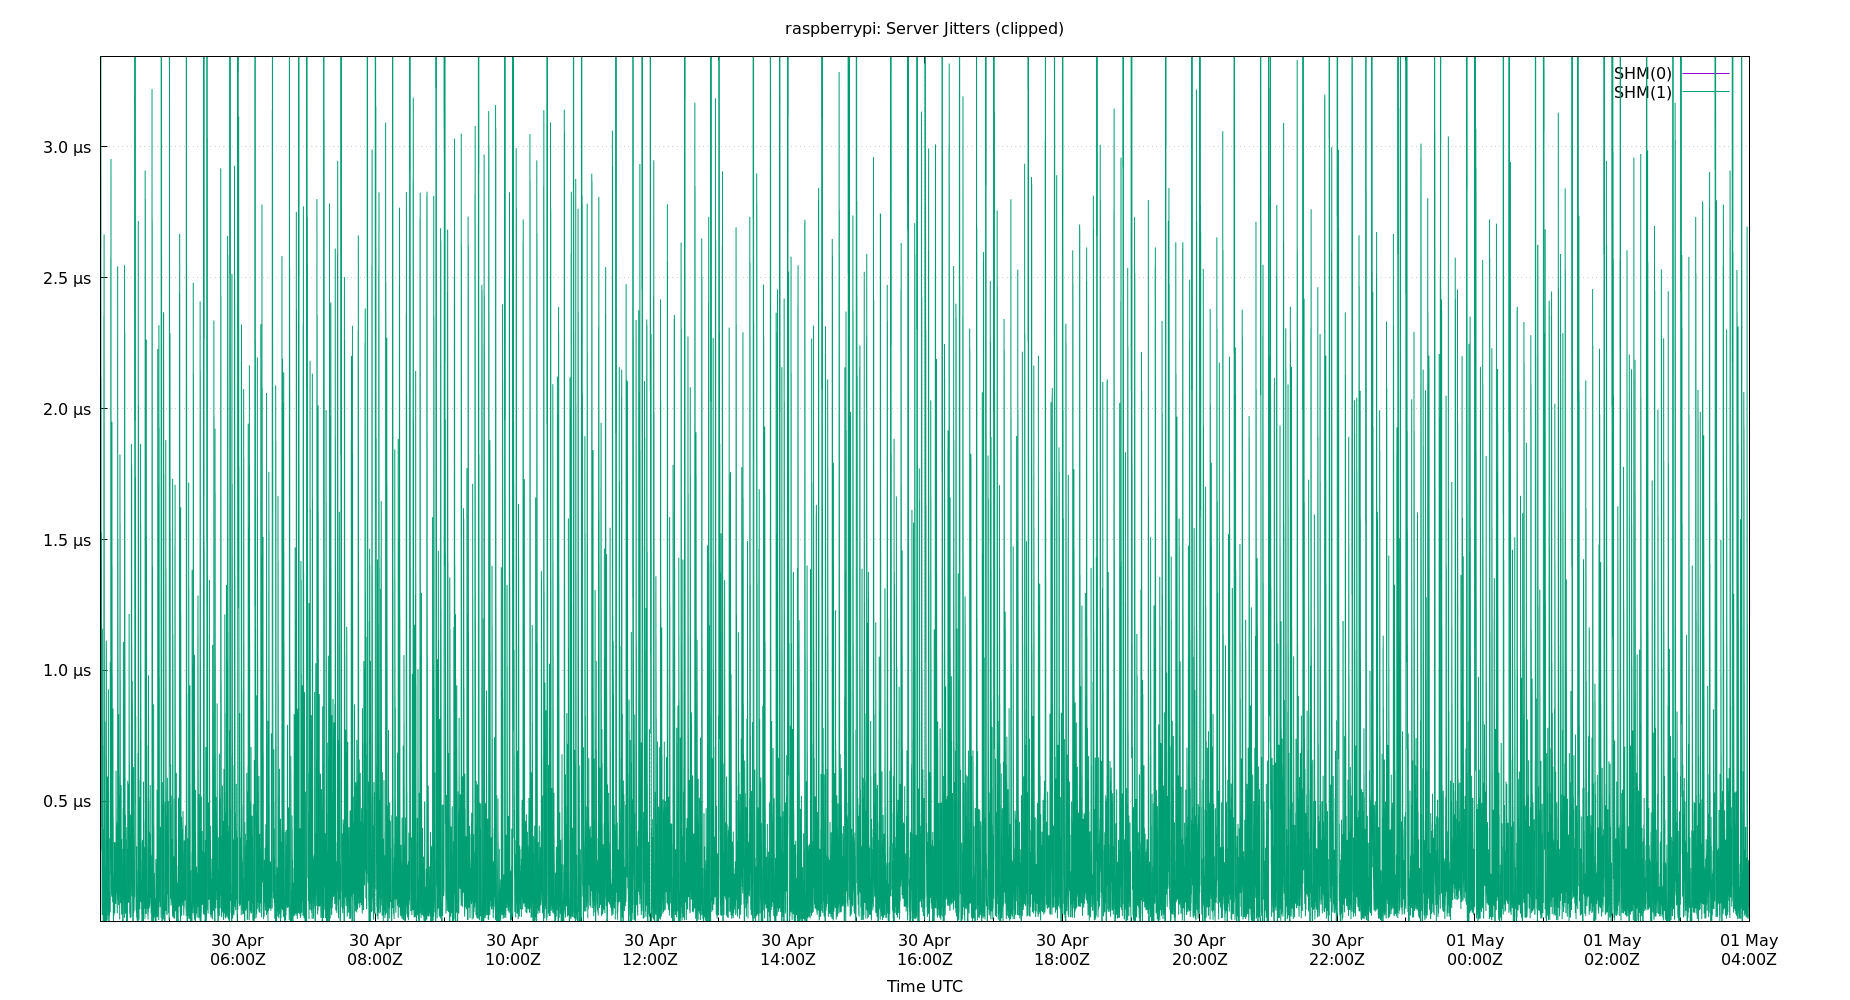 raspberrypi: Server Jitters (clipped)
SHM(0)
SHM(1)
3.0 µs
2.5 µs
2.0 µs
1.5 µs
1.0 µs
0.5 µs
30 Apr 30 Apr 30 Apr 30 Apr 30 Apr 30 Apr 30 Apr 30 Apr 30 Apr 01 May 01 May 01 May
06:00Z 08:00Z 10:00Z 12:00Z 14:00Z 16:00Z 18:00Z 20:00Z 22:00Z 00:00Z 02:00Z 04:00Z
Time UTC